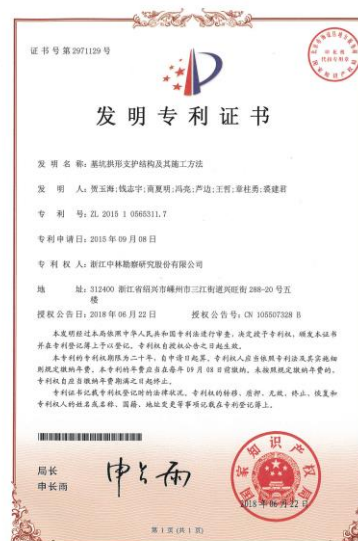 证书号第2971129号
发明专利证书
发 明 名 称：基坑拱形支护结构及其施工方法
发 明 人：贾玉海;钱志宇;商夏明;冯亮;芦边;王哲;章桂勇;裘建君
专 利 号：ZL 2015 1 0565311.7
专利申请日：2015年09月08日
专 利 权 人：浙江中林勘察研究股份有限公司
地 址：312400 浙江省绍兴市嵊州市三江街道兴旺街288-20号五
楼
授权公告日：2018年06月22日 授权公告号：CN 105507328 B
本发明经过本局依照中华人民共和国专利法进行审查，决定授予专利权，颁发本证书
并在专利登记簿上予以登记。专利权自授权公告之日起生效。
本专利的专利权期限为二十年，自申请日起算。专利权人应当依照专利法及其实施细
则规定缴纳年费。本专利的年费应当在每年09月08日前缴纳。未按照规定缴纳年费的，
专利权自应当缴纳年费期满之日起终止。
专利证书记载专利权登记时的法律状况。专利权的转移、质押、无效、终止、恢复和
专利权人的姓名或名称、国籍、地址变更等事项记载在专利登记簿上。
局长
申长雨
申长雨
国家知识产权局
2018年06月22日
第1页(共1页)